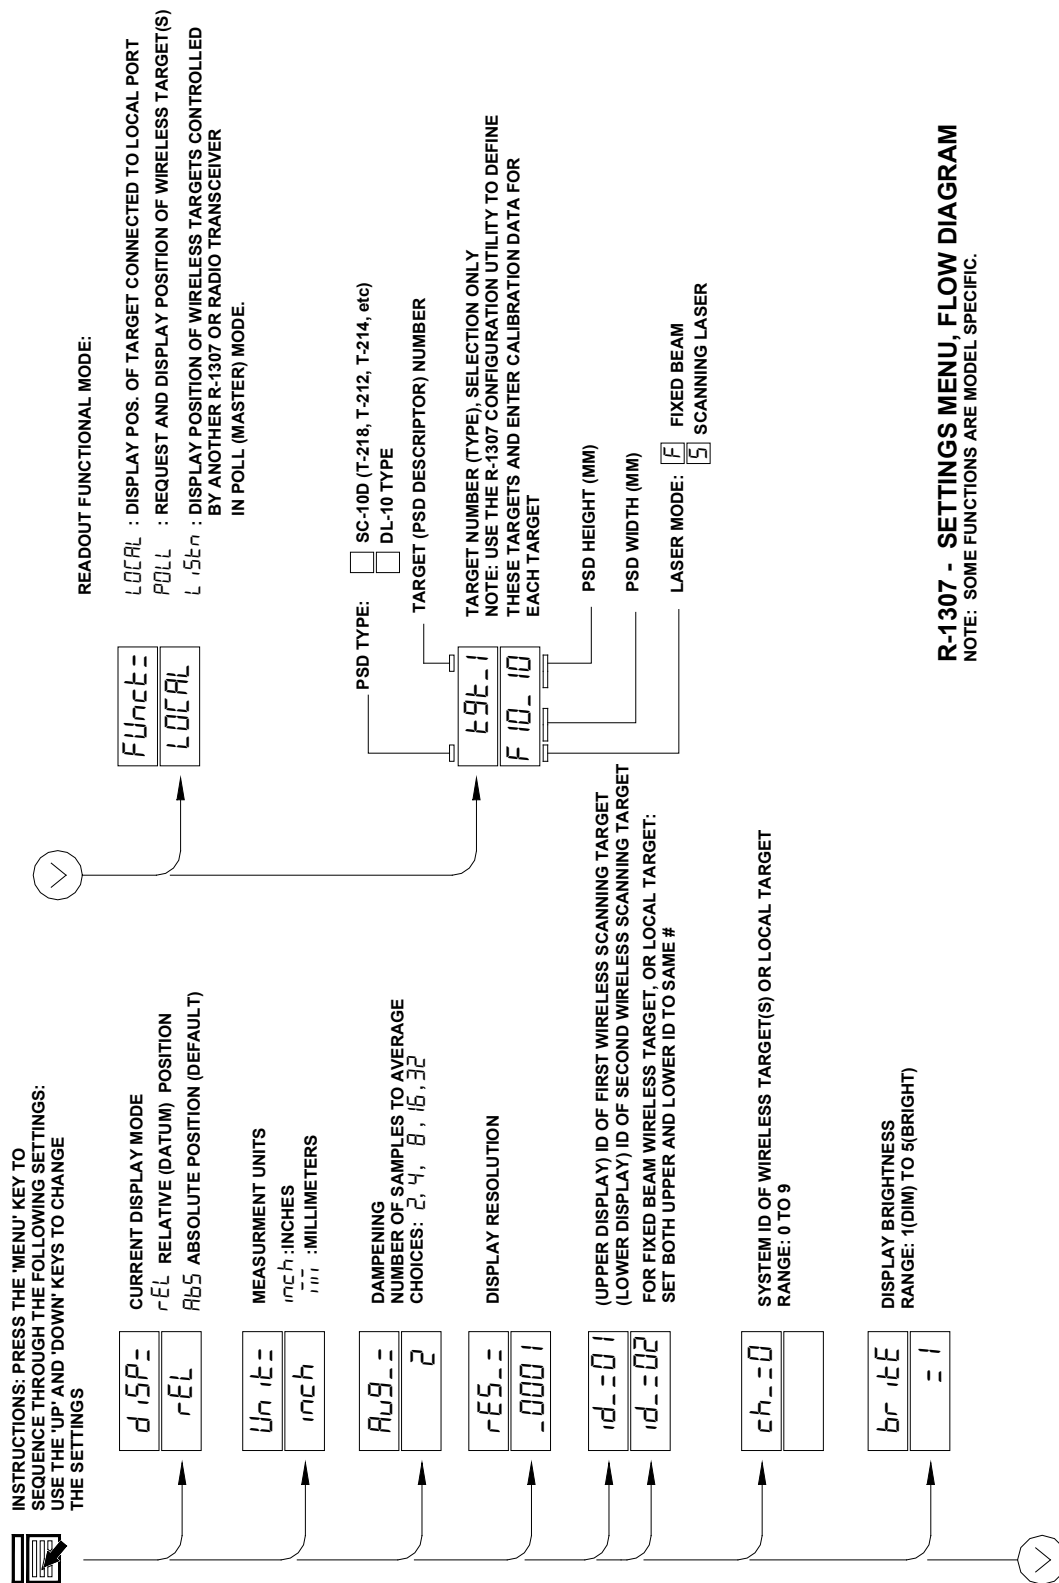 INSTRUCTIONS: PRESS THE 'MENU' KEY TO
SEQUENCE THROUGH THE FOLLOWING SETTINGS:
USE THE 'UP' AND 'DOWN' KEYS TO CHANGE
THE SETTINGS
diSP=
rEL
CURRENT DISPLAY MODE
rEL RELATIVE (DATUM) POSITION
AbS ABSOLUTE POSITION (DEFAULT)
Unit=
inch
MEASURMENT UNITS
inch :INCHES
:MILLIMETERS
Aug_=
2
DAMPENING
NUMBER OF SAMPLES TO AVERAGE
CHOICES: 2, 4, 8, 16, 32
rES_=
_0001
DISPLAY RESOLUTION
id_=01
id_=02
(UPPER DISPLAY) ID OF FIRST WIRELESS SCANNING TARGET
(LOWER DISPLAY) ID OF SECOND WIRELESS SCANNING TARGET
FOR FIXED BEAM WIRELESS TARGET, OR LOCAL TARGET:
SET BOTH UPPER AND LOWER ID TO SAME #
ch_=0
SYSTEM ID OF WIRELESS TARGET(S) OR LOCAL TARGET
RANGE: 0 TO 9
britE
= 1
DISPLAY BRIGHTNESS
RANGE: 1(DIM) TO 5(BRIGHT)
FUnct=
LOCAL
READOUT FUNCTIONAL MODE:
LOCAL : DISPLAY POS. OF TARGET CONNECTED TO LOCAL PORT
POLL : REQUEST AND DISPLAY POSITION OF WIRELESS TARGET(S)
LiStn : DISPLAY POSITION OF WIRELESS TARGETS CONTROLLED
BY ANOTHER R-1307 OR RADIO TRANSCEIVER
IN POLL (MASTER) MODE.
PSD TYPE:
SC-10D (T-218, T-212, T-214, etc)
DL-10 TYPE
TARGET (PSD DESCRIPTOR) NUMBER
tgt_1
F 10_ 10
TARGET NUMBER (TYPE), SELECTION ONLY
NOTE: USE THE R-1307 CONFIGURATION UTILITY TO DEFINE
THESE TARGETS AND ENTER CALIBRATION DATA FOR
EACH TARGET
PSD HEIGHT (MM)
PSD WIDTH (MM)
LASER MODE: F FIXED BEAM
S SCANNING LASER
R-1307 - SETTINGS MENU, FLOW DIAGRAM
NOTE: SOME FUNCTIONS ARE MODEL SPECIFIC.